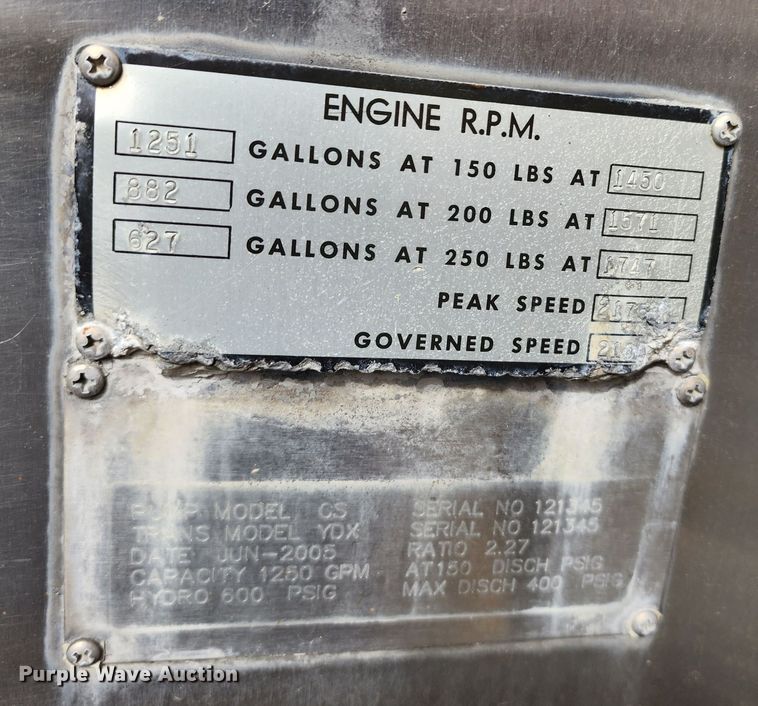 ENGINE R.P.M.
1251 GALLONS AT 150 LBS AT 1450
882 GALLONS AT 200 LBS AT 1571
627 GALLONS AT 250 LBS AT 1747
PEAK SPEED
GOVERNED SPEED
PUMP MODEL SERIAL NO 121345
TRANS MODEL YDX SERIAL NO 121345
DATE JUN-2005 RATIO 2.27
CAPACITY 1250 GPM AT150 DISCH PSIG
HYDRO 600 PSIG MAX DISCH 400 PSIG
Purple Wave Auction